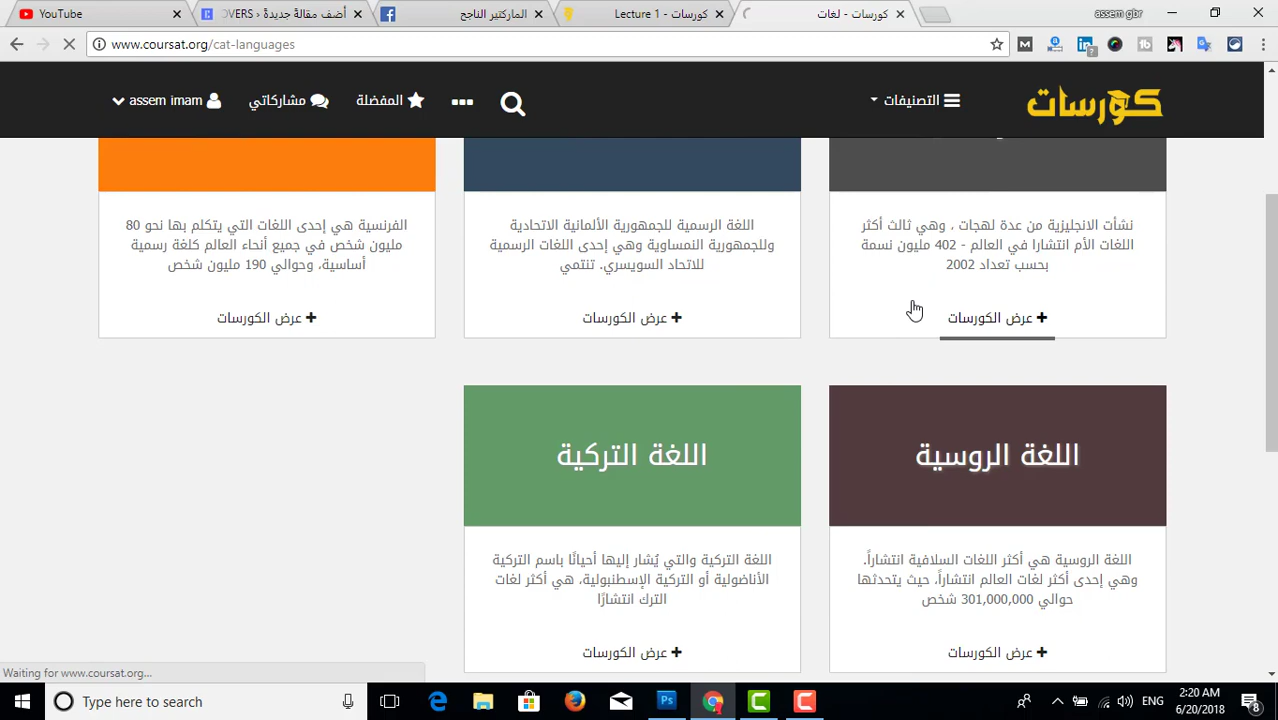 YouTube
أضف مقالةً جديدةً ‹ OVERS
الماركتير الناجح
كورسات - Lecture 1
كورسات - لغات
assem gbr
www.coursat.org/cat-languages
كورسات
التصنيفات
المفضلة
مشاركاتي
assem imam
نشأت الانجليزية من عدة لهجات ، وهي ثالث أكثر
اللغات الأم انتشارا في العالم - 402 مليون نسمة
بحسب تعداد 2002
عرض الكورسات
اللغة الرسمية للجمهورية الألمانية الاتحادية
وللجمهورية النمساوية وهي إحدى اللغات الرسمية
للاتحاد السويسري. تنتمي
عرض الكورسات
الفرنسية هي إحدى اللغات التي يتكلم بها نحو 80
مليون شخص في جميع أنحاء العالم كلغة رسمية
أساسية، وحوالي 190 مليون شخص
عرض الكورسات
اللغة الروسية
اللغة الروسية هي أكثر اللغات السلافية انتشاراً.
وهي إحدى أكثر لغات العالم انتشاراً، حيث يتحدثها
حوالي 301,000,000 شخص
عرض الكورسات
اللغة التركية
اللغة التركية والتي يُشار إليها أحيانًا باسم التركية
الأناضولية أو التركية الإسطنبولية، هي أكثر لغات
الترك انتشارًا
عرض الكورسات
Waiting for www.coursat.org...
Type here to search
ENG
2:20 AM
6/20/2018
8